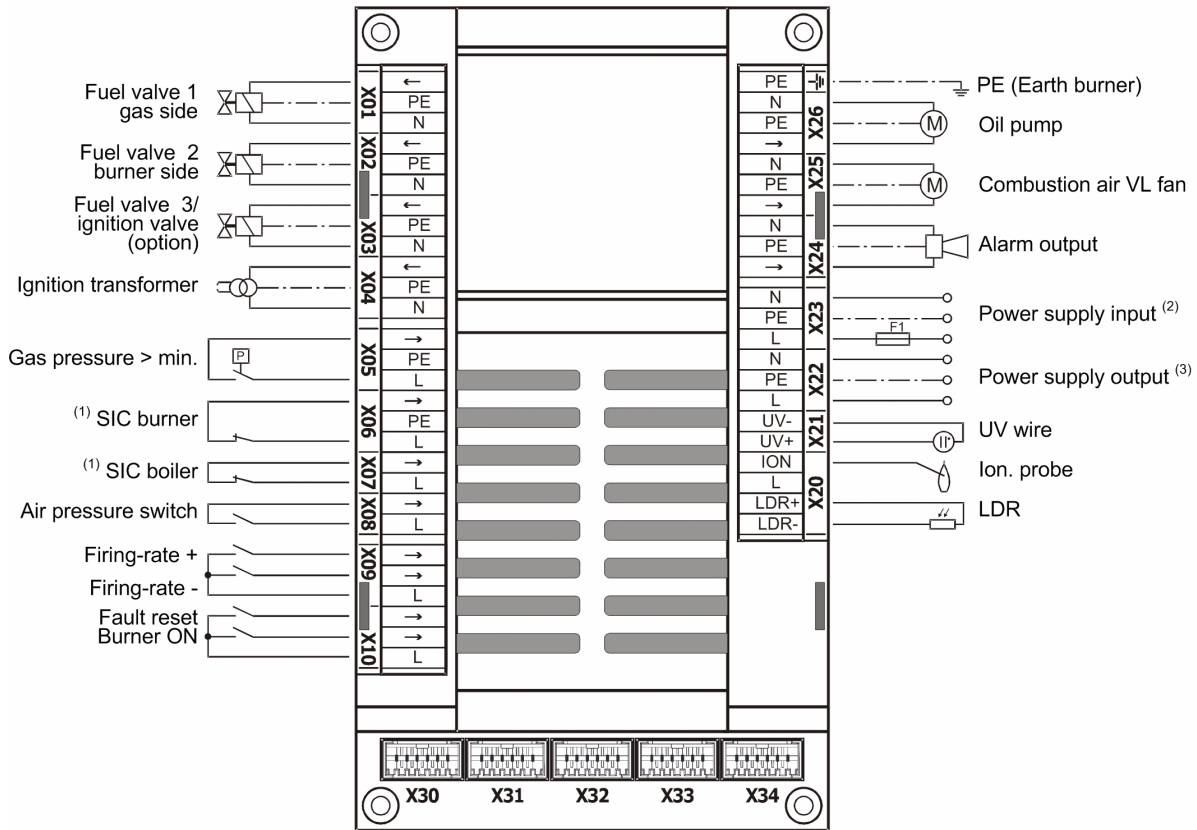 Fuel valve 1
gas side
Fuel valve 2
burner side
Fuel valve 3/
ignition valve
(option)
Ignition transformer
Gas pressure > min.
P
(1) SIC burner
(1) SIC boiler
Air pressure switch
Firing-rate +
Firing-rate -
Fault reset
Burner ON
X01
←
PE
N
X02
←
PE
N
X03
←
PE
N
X04
←
PE
N
X05
→
PE
L
X06
→
PE
L
X07
→
L
X08
→
L
X09
→
→
L
X10
→
→
L
PE
X26
N
PE
→
X25
N
PE
→
X24
N
PE
→
X23
N
PE
L
X22
N
PE
L
X21
UV-
UV+
X20
ION
L
LDR+
LDR-
PE (Earth burner)
M
Oil pump
M
Combustion air VL fan
Alarm output
Power supply input (2)
F1
Power supply output (3)
UV wire
Ion. probe
LDR
X30 X31 X32 X33 X34